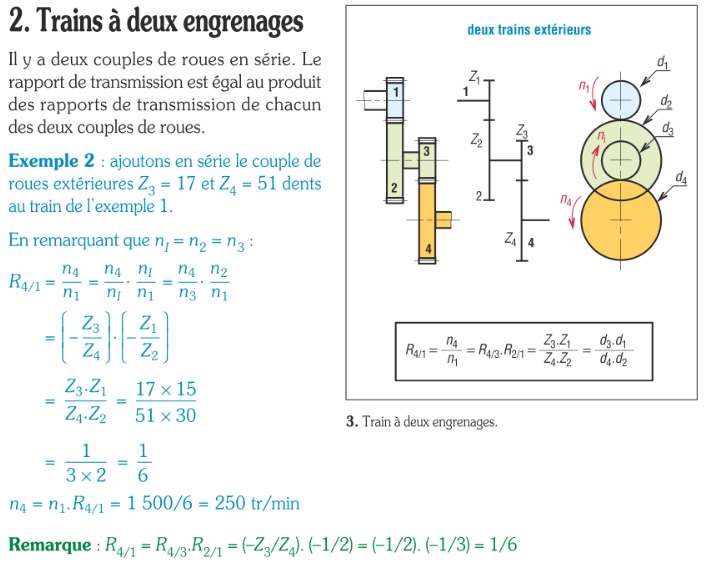 2. Trains à deux engrenages
Il y a deux couples de roues en série. Le
rapport de transmission est égal au produit
des rapports de transmission de chacun
des deux couples de roues.
Exemple 2 : ajoutons en série le couple de
roues extérieures Z₃ = 17 et Z₄ = 51 dents
au train de l'exemple 1.
En remarquant que n_I = n₂ = n₃ :
R₄/₁ = n₄/n₁ = n₄/n_I · n_I/n₁ = n₄/n₃ · n₂/n₁
= (−Z₃/Z₄) · (−Z₁/Z₂)
= Z₃.Z₁/Z₄.Z₂ = 17 × 15/51 × 30
= 1/3 × 2 = 1/6
n₄ = n₁.R₄/₁ = 1 500/6 = 250 tr/min
Remarque : R₄/₁ = R₄/₃.R₂/₁ = (–Z₃/Z₄). (–1/2) = (–1/2). (–1/3) = 1/6
deux trains extérieurs
1
2
3
4
Z₁
1
Z₂
2
Z₃
3
Z₄
4
n₁
n_i
n₄
d₁
d₂
d₃
d₄
R₄/₁ = n₄/n₁ = R₄/₃.R₂/₁ = Z₃.Z₁/Z₄.Z₂ = d₃.d₁/d₄.d₂
3. Train à deux engrenages.